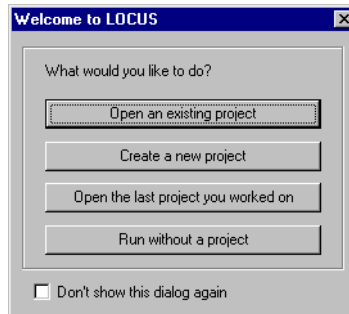 Welcome to LOCUS
What would you like to do?
Open an existing project
Create a new project
Open the last project you worked on
Run without a project
Don't show this dialog again